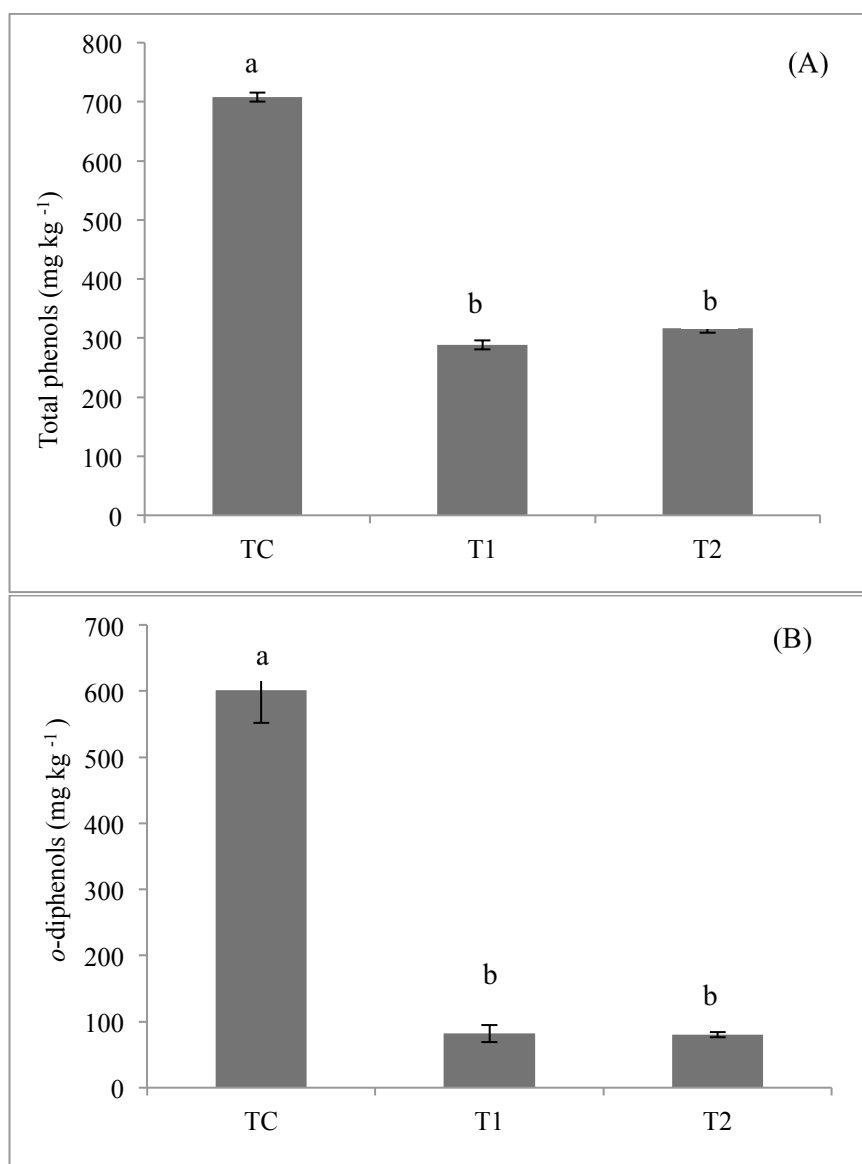 (A)
Total phenols (mg kg -1)
800
700
600
500
400
300
200
100
0
a
b
b
TC T1 T2
(B)
o-diphenols (mg kg -1 )
700
600
500
400
300
200
100
0
a
b
b
TC T1 T2